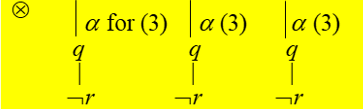 ⊗ α for (3) α (3) α (3)
q q q
¬r ¬r ¬r